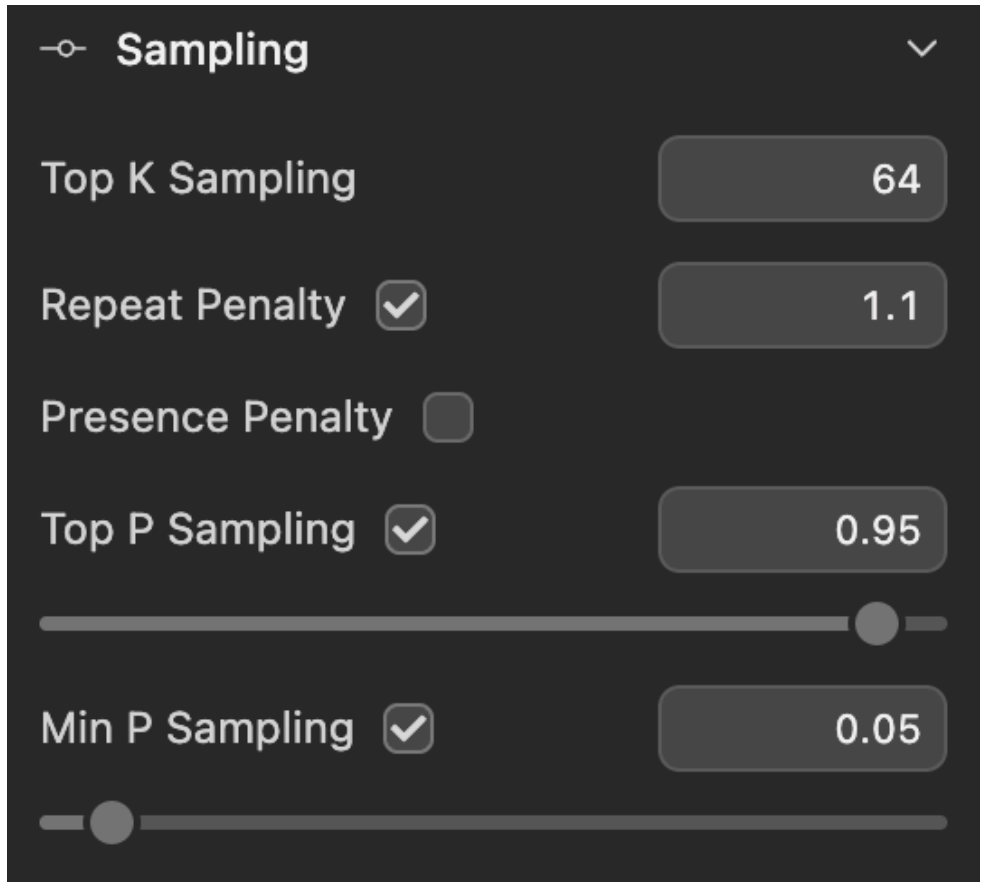 Sampling
Top K Sampling 64
Repeat Penalty 1.1
Presence Penalty
Top P Sampling 0.95
Min P Sampling 0.05